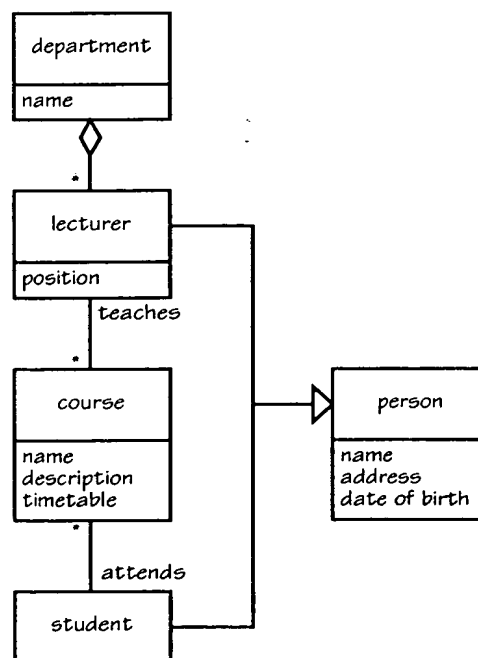 department
name
*
lecturer
position
teaches
*
course
name
description
timetable
*
attends
student
person
name
address
date of birth